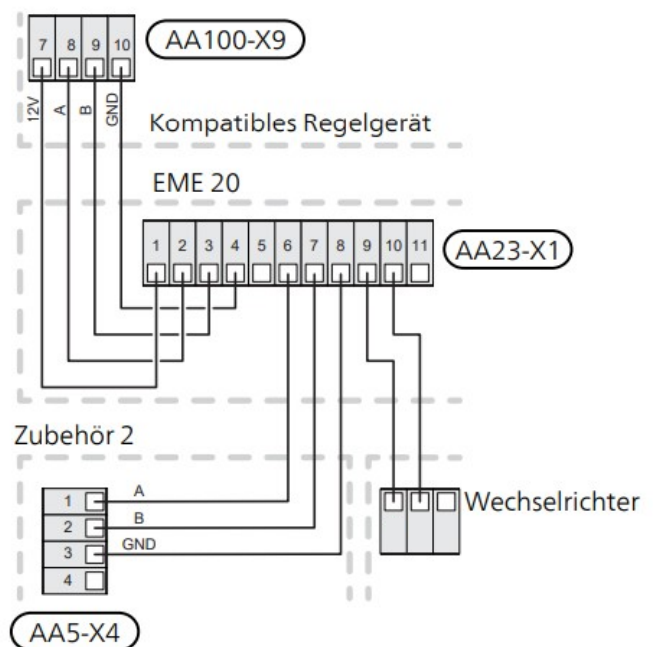 7 8 9 10
AA100-X9
12V A B GND
Kompatibles Regelgerät
EME 20
1 2 3 4 5 6 7 8 9 10 11
AA23-X1
Zubehör 2
1 A
2 B
3 GND
4
Wechselrichter
AA5-X4